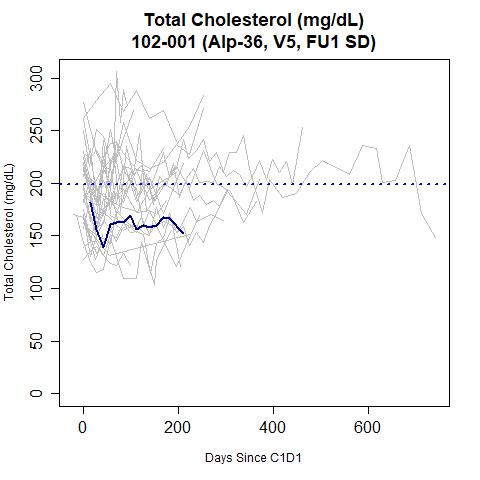 Total Cholesterol (mg/dL)
102-001 (Alp-36, V5, FU1 SD)
Total Cholesterol (mg/dL)
300
250
200
150
100
50
0
0 200 400 600
Days Since C1D1